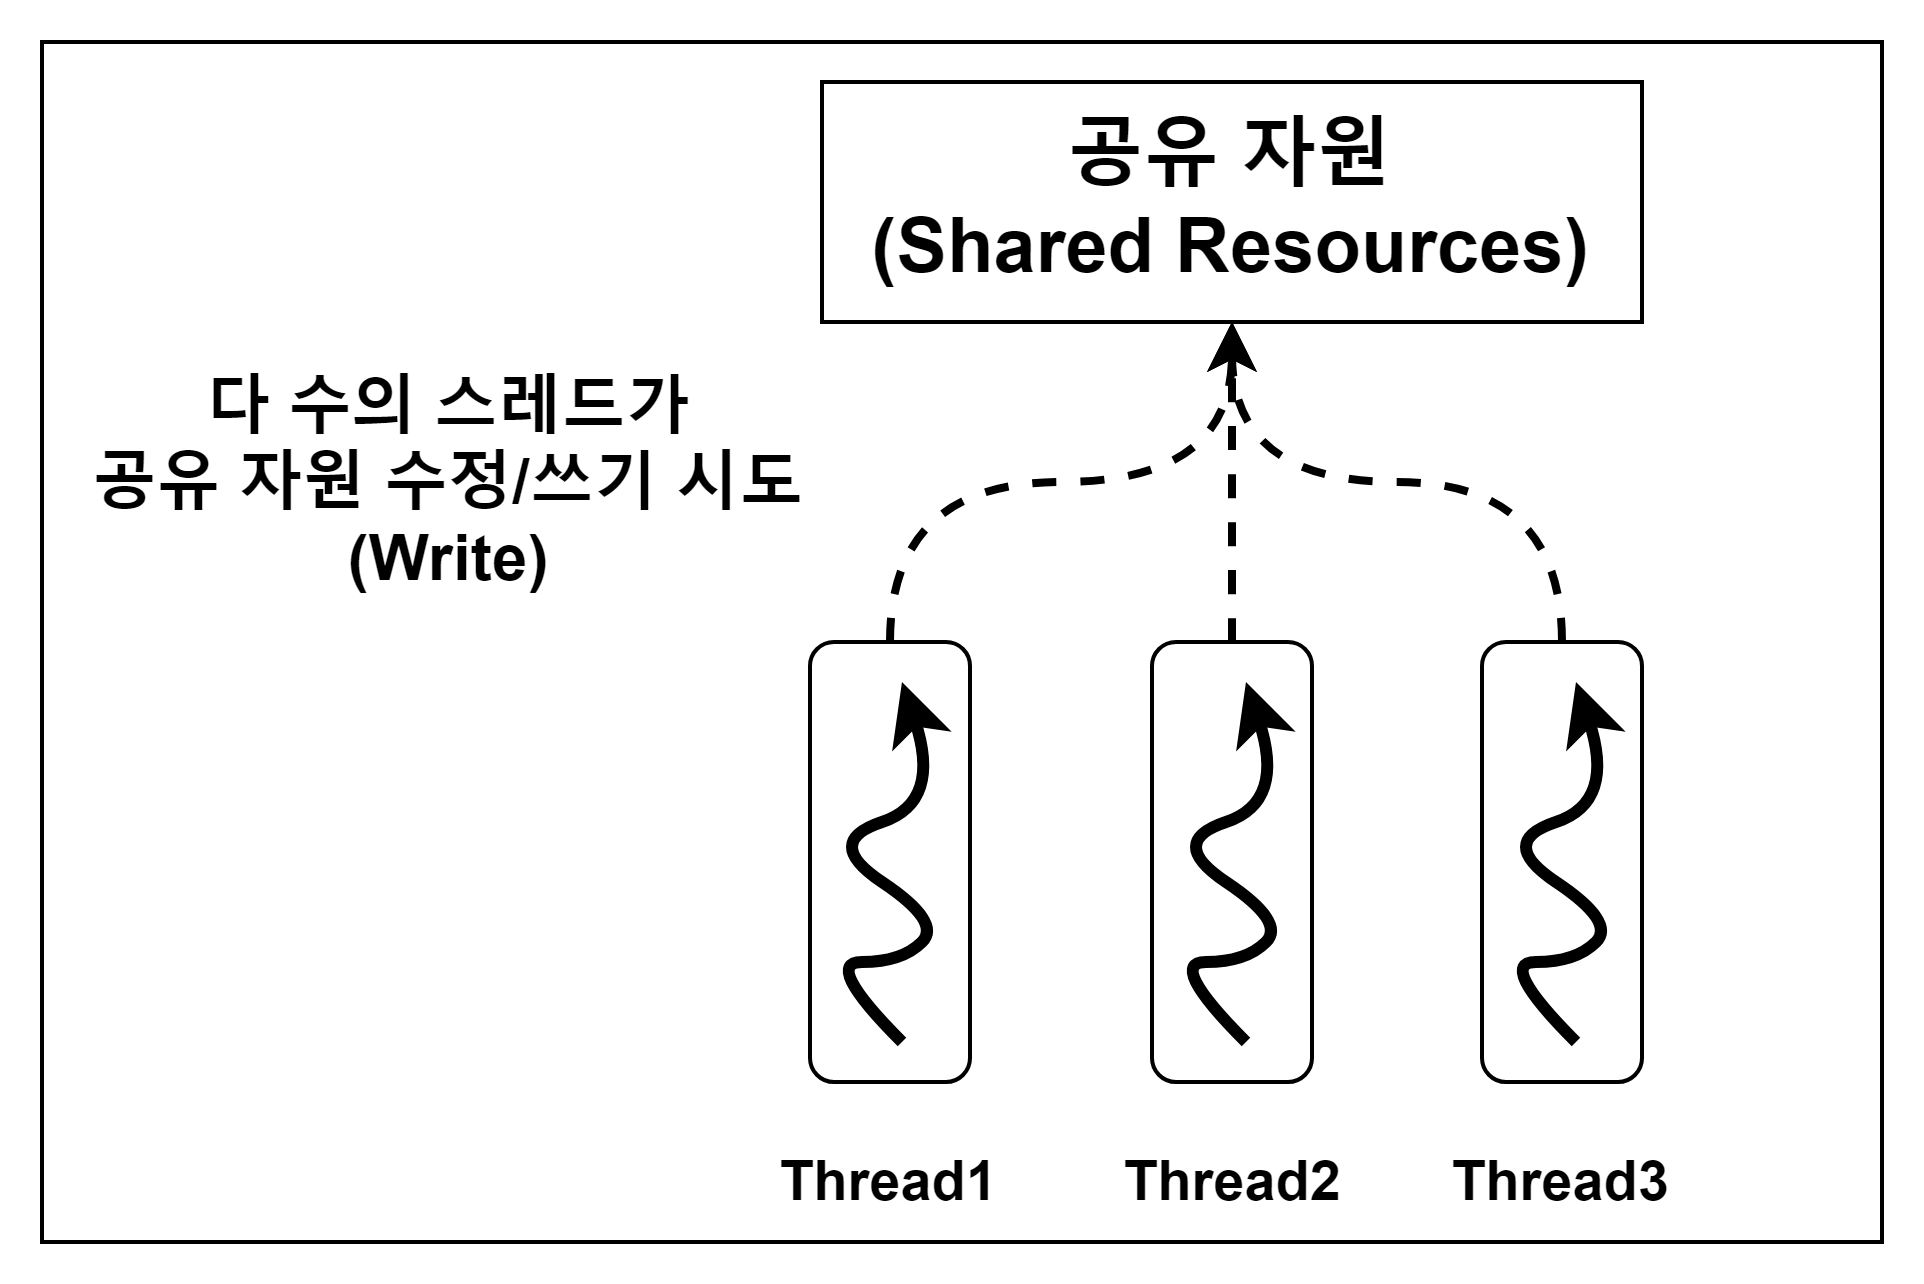 공유 자원
(Shared Resources)
다 수의 스레드가
공유 자원 수정/쓰기 시도
(Write)
Thread1
Thread2
Thread3